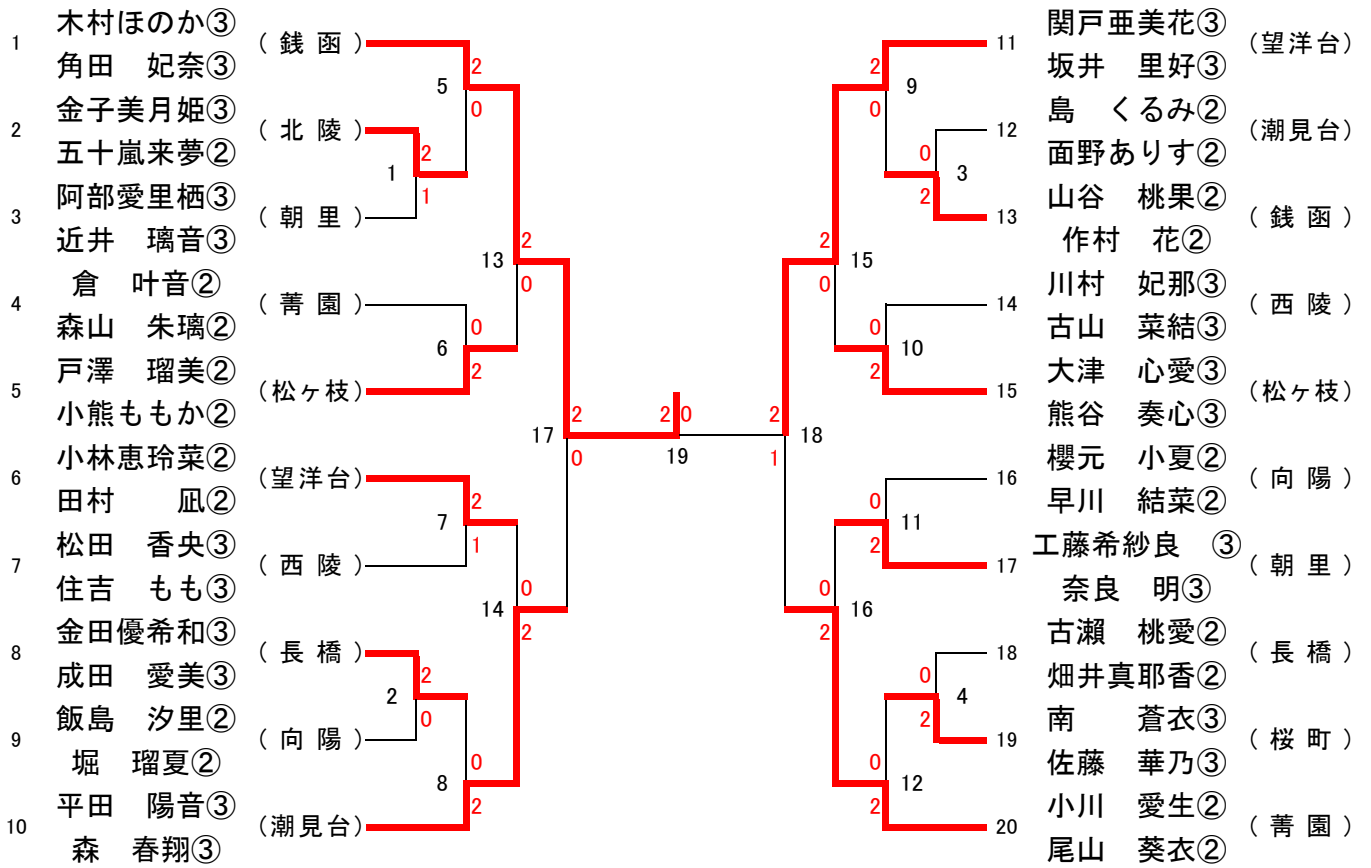 1 木村ほのか③ 角田　妃奈③ (銭函)
2 金子美月姫③ 五十嵐来夢② (北陵)
3 阿部愛里栖③ 近井　璃音③ (朝里)
4 倉　叶音② 森山　朱璃② (菁園)
5 戸澤　瑠美② 小熊ももか② (松ヶ枝)
6 小林恵玲菜② 田村　凪② (望洋台)
7 松田　香央③ 住吉　もも③ (西陵)
8 金田優希和③ 成田　愛美③ (長橋)
9 飯島　汐里② 堀　瑠夏② (向陽)
10 平田　陽音③ 森　春翔③ (潮見台)
5 2 0
1 2 1
13 2 0
6 0 2
17 2 0
7 2 1
14 0 2
2 2 0
8 0 2
2 0
19
9 2 0
3 0 2
15 2 0
10 0 2
18 2 1
11 0 2
16 0 2
4 0 2
12 0 2
11 関戸亜美花③ 坂井　里好③ (望洋台)
12 島　くるみ② 面野ありす② (潮見台)
13 山谷　桃果② 作村　花② (銭函)
14 川村　妃那③ 古山　菜結③ (西陵)
15 大津　心愛③ 熊谷　奏心③ (松ヶ枝)
16 櫻元　小夏② 早川　結菜② (向陽)
17 工藤希紗良　③ 奈良　明③ (朝里)
18 古瀬　桃愛② 畑井真耶香② (長橋)
19 南　蒼衣③ 佐藤　華乃③ (桜町)
20 小川　愛生② 尾山　葵衣② (菁園)